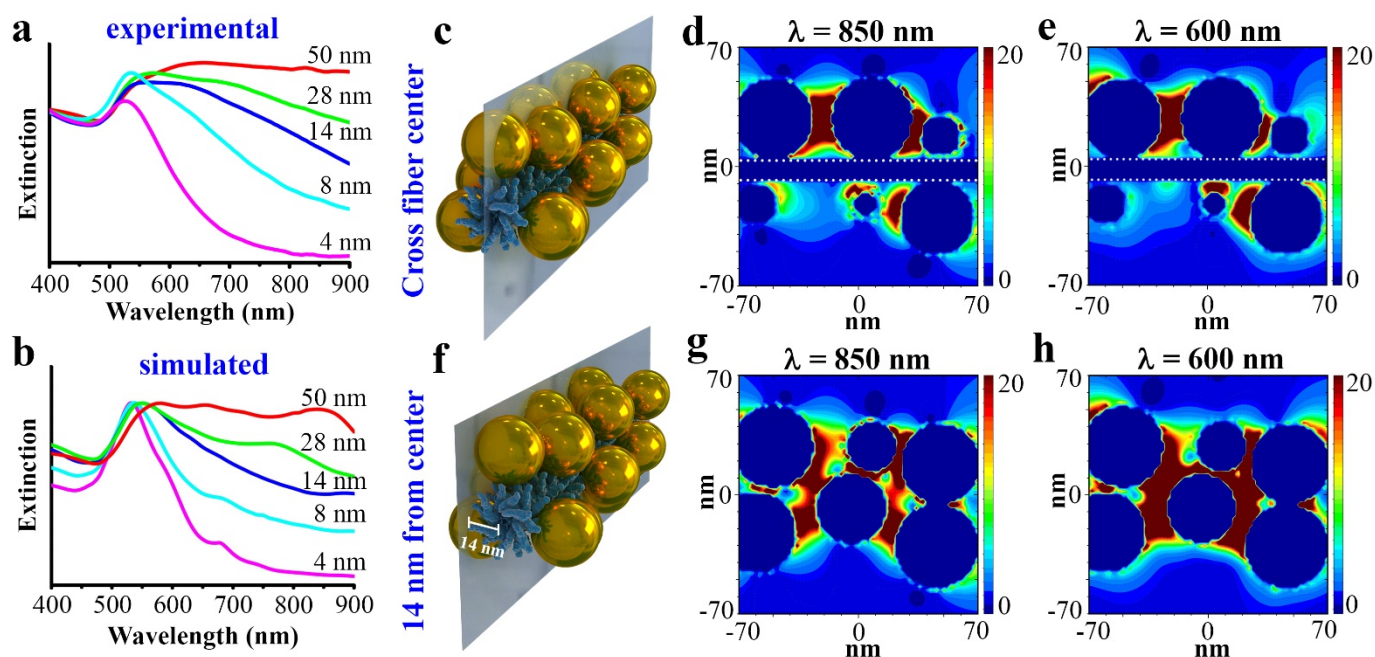 a
experimental
50 nm
28 nm
14 nm
8 nm
4 nm
Extinction
400 500 600 700 800 900
Wavelength (nm)
b
simulated
50 nm
28 nm
14 nm
8 nm
4 nm
Extinction
400 500 600 700 800 900
Wavelength (nm)
c
Cross fiber center
d
λ = 850 nm
70
0
-70
nm
-70 0 70
nm
20
0
e
λ = 600 nm
70
0
-70
nm
-70 0 70
nm
20
0
f
14 nm from center
14 nm
g
λ = 850 nm
70
0
-70
nm
-70 0 70
nm
20
0
h
λ = 600 nm
70
0
-70
nm
-70 0 70
nm
20
0